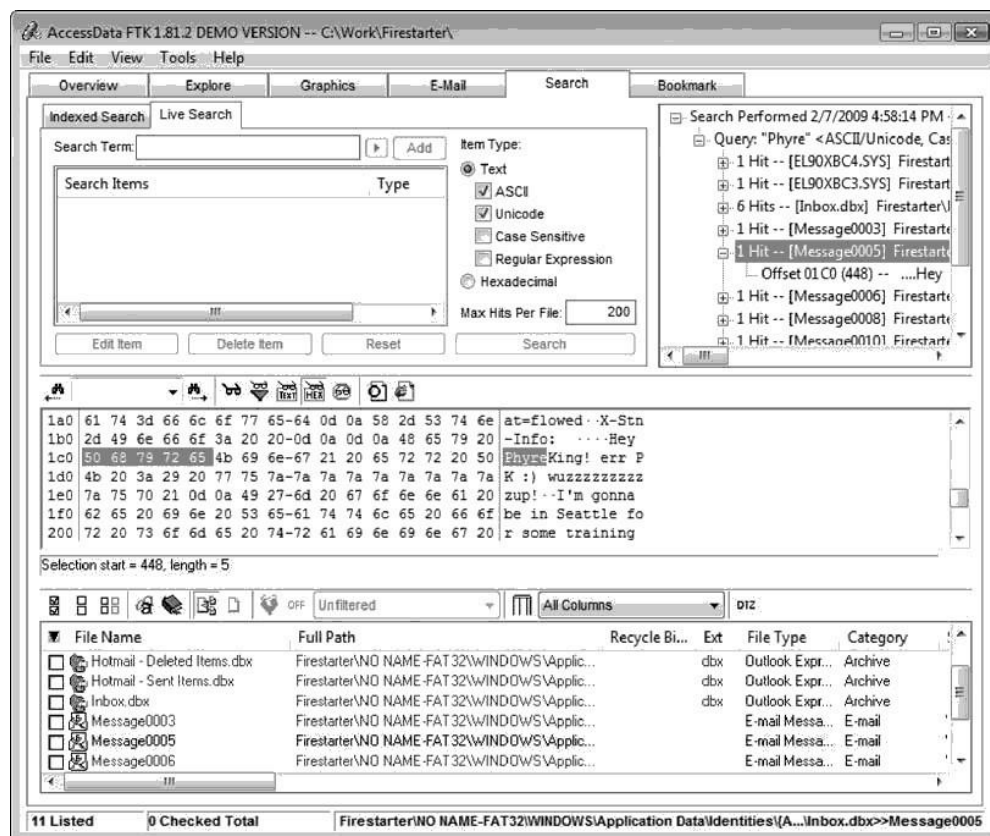 AccessData FTK 1.81.2 DEMO VERSION -- C:\Work\Firestarter\
File Edit View Tools Help
Overview Explore Graphics E-Mail Search Bookmark
Indexed Search Live Search
Search Term: Add
Search Items Type
Edit Item Delete Item Reset
Item Type:
Text
ASCII
Unicode
Case Sensitive
Regular Expression
Hexadecimal
Max Hits Per File: 200
Search
Search Performed 2/7/2009 4:58:14 PM -
Query: "Phyre" <ASCII/Unicode, Cas
1 Hit -- [EL90XBC4.SYS] Firestart
1 Hit -- [EL90XBC3.SYS] Firestart
6 Hits -- [Inbox.dbx] Firestarter\I
1 Hit -- [Message0003] Firestarte
1 Hit -- [Message0005] Firestarte
Offset 01C0 (448) -- ....Hey
1 Hit -- [Message0006] Firestarte
1 Hit -- [Message0008] Firestarte
1 Hit -- [Message0010] Firestarte
TEXT HEX
1a0 61 74 3d 66 6c 6f 77 65-64 0d 0a 58 2d 53 74 6e at=flowed··X-Stn
1b0 2d 49 6e 66 6f 3a 20 20-0d 0a 0d 0a 48 65 79 20 -Info: ····Hey
1c0 50 68 79 72 65 4b 69 6e-67 21 20 65 72 72 20 50 PhyreKing! err P
1d0 4b 20 3a 29 20 77 75 7a-7a 7a 7a 7a 7a 7a 7a 7a K :) wuzzzzzzzzz
1e0 7a 75 70 21 0d 0a 49 27-6d 20 67 6f 6e 6e 61 20 zup!··I'm gonna
1f0 62 65 20 69 6e 20 53 65-61 74 74 6c 65 20 66 6f be in Seattle fo
200 72 20 73 6f 6d 65 20 74-72 61 69 6e 69 6e 67 20 r some training
Selection start = 448, length = 5
OFF Unfiltered All Columns DTZ
File Name Full Path Recycle Bi... Ext File Type Category
Hotmail - Deleted Items.dbx Firestarter\NO NAME-FAT32\WINDOWS\Applic... dbx Outlook Expr... Archive
Hotmail - Sent Items.dbx Firestarter\NO NAME-FAT32\WINDOWS\Applic... dbx Outlook Expr... Archive
Inbox.dbx Firestarter\NO NAME-FAT32\WINDOWS\Applic... dbx Outlook Expr... Archive
Message0003 Firestarter\NO NAME-FAT32\WINDOWS\Applic... E-mail Messa... E-mail
Message0005 Firestarter\NO NAME-FAT32\WINDOWS\Applic... E-mail Messa... E-mail
Message0006 Firestarter\NO NAME-FAT32\WINDOWS\Applic... E-mail Messa... E-mail
11 Listed 0 Checked Total Firestarter\NO NAME-FAT32\WINDOWS\Application Data\Identities\{A...\Inbox.dbx>>Message0005